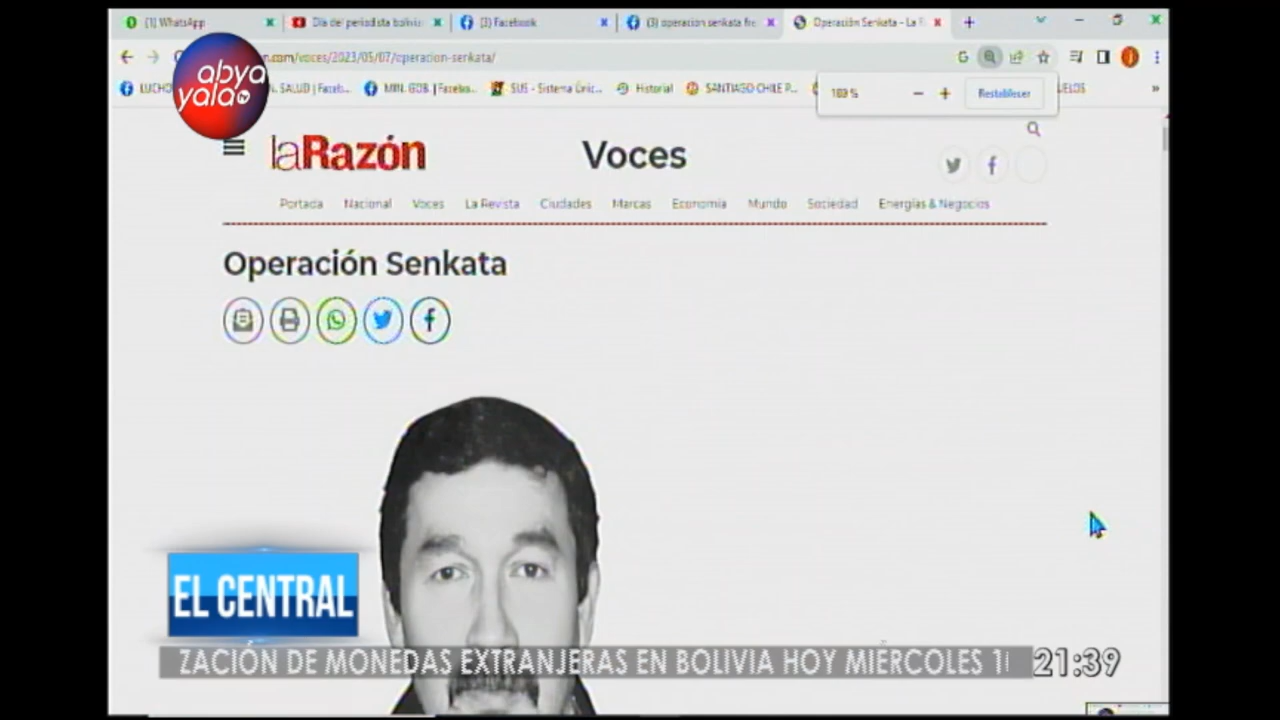 (1) WhatsApp
Día del periodista bolivi
(3) Facebook
(3) operacion senkata fre
Operación Senkata - La R
.com/voces/2023/05/07/operacion-senkata/
abya
yala tv
LUCHO
N. SALUD | Faceb...
MIN. GOB. | Facebo...
SUS - Sistema Únic...
Historial
SANTIAGO CHILE P...
UELOS
»
Restablecer
laRazón
Voces
Portada Nacional Voces La Revista Ciudades Marcas Economía Mundo Sociedad Energías & Negocios
Operación Senkata
EL CENTRAL
ZACIÓN DE MONEDAS EXTRANJERAS EN BOLIVIA HOY MIÉRCOLES 1
21:39